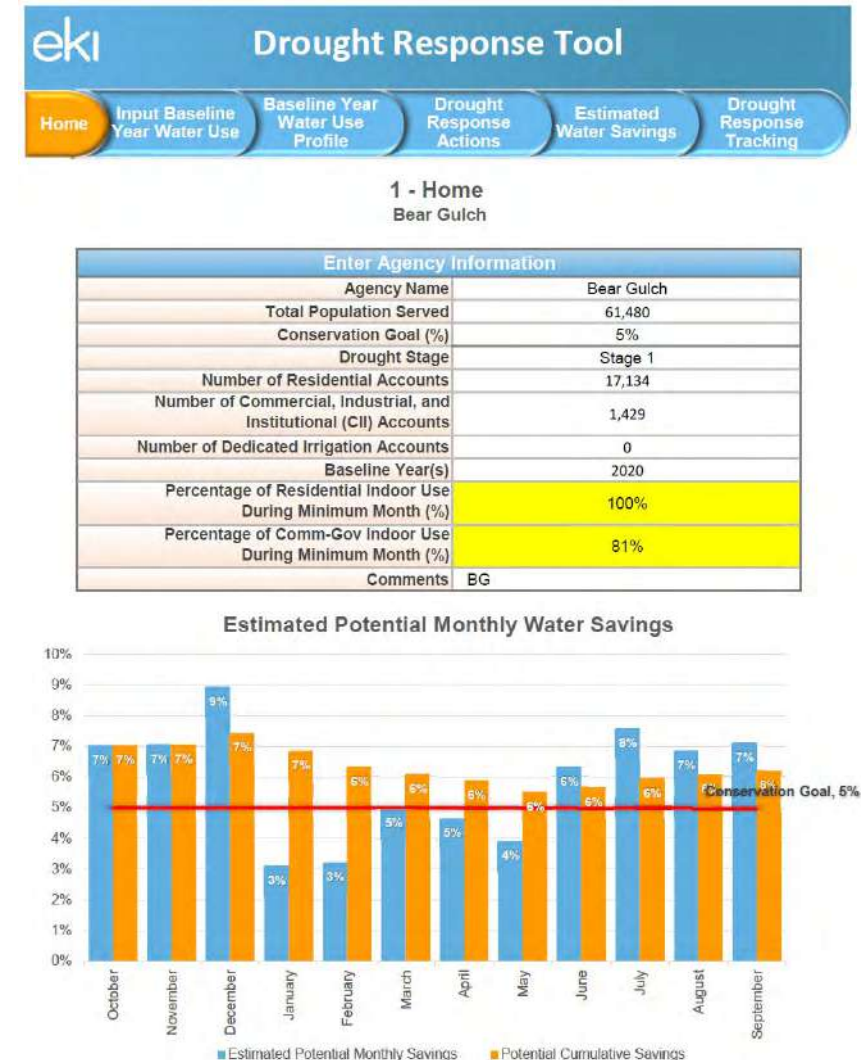 eki
Drought Response Tool
Home
Input Baseline
Year Water Use
Baseline Year
Water Use
Profile
Drought
Response
Actions
Estimated
Water Savings
Drought
Response
Tracking
1 - Home
Bear Gulch
Enter Agency Information
Agency Name Bear Gulch
Total Population Served 61,480
Conservation Goal (%) 5%
Drought Stage Stage 1
Number of Residential Accounts 17,134
Number of Commercial, Industrial, and
Institutional (CII) Accounts 1,429
Number of Dedicated Irrigation Accounts 0
Baseline Year(s) 2020
Percentage of Residential Indoor Use
During Minimum Month (%) 100%
Percentage of Comm-Gov Indoor Use
During Minimum Month (%) 81%
Comments BG
Estimated Potential Monthly Water Savings
10%
9%
8%
7%
6%
5%
4%
3%
2%
1%
0%
7% 7% 7% 7% 9% 7% 3% 7% 3% 6% 5% 6% 5% 6% 4% 6% 6% 6% 8% 6% 7% 6% 7% 6%
Conservation Goal, 5%
October
November
December
January
February
March
April
May
June
July
August
September
Estimated Potential Monthly Savings
Potential Cumulative Savings